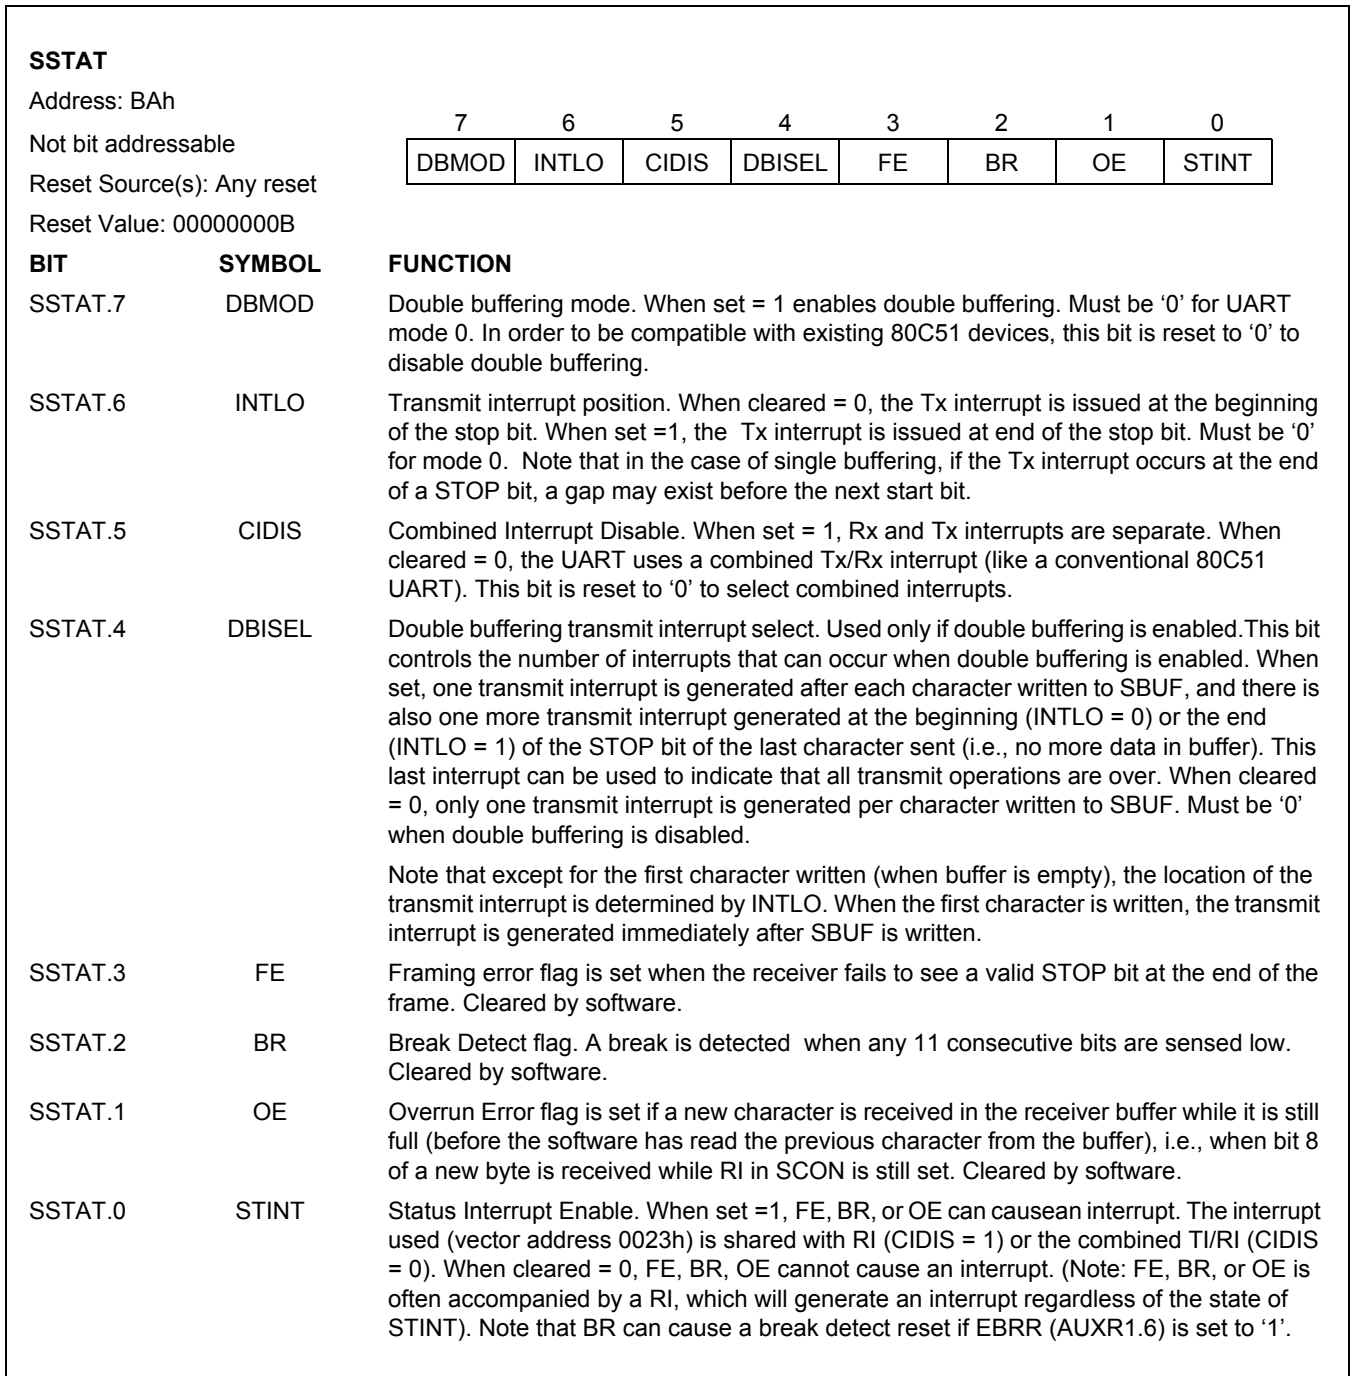 SSTAT
Address: BAh
Not bit addressable
Reset Source(s): Any reset
Reset Value: 00000000B
7 6 5 4 3 2 1 0
DBMOD INTLO CIDIS DBISEL FE BR OE STINT
BIT SYMBOL FUNCTION
SSTAT.7 DBMOD Double buffering mode. When set = 1 enables double buffering. Must be ‘0’ for UART
mode 0. In order to be compatible with existing 80C51 devices, this bit is reset to ‘0’ to
disable double buffering.
SSTAT.6 INTLO Transmit interrupt position. When cleared = 0, the Tx interrupt is issued at the beginning
of the stop bit. When set =1, the Tx interrupt is issued at end of the stop bit. Must be ‘0’
for mode 0. Note that in the case of single buffering, if the Tx interrupt occurs at the end
of a STOP bit, a gap may exist before the next start bit.
SSTAT.5 CIDIS Combined Interrupt Disable. When set = 1, Rx and Tx interrupts are separate. When
cleared = 0, the UART uses a combined Tx/Rx interrupt (like a conventional 80C51
UART). This bit is reset to ‘0’ to select combined interrupts.
SSTAT.4 DBISEL Double buffering transmit interrupt select. Used only if double buffering is enabled.This bit
controls the number of interrupts that can occur when double buffering is enabled. When
set, one transmit interrupt is generated after each character written to SBUF, and there is
also one more transmit interrupt generated at the beginning (INTLO = 0) or the end
(INTLO = 1) of the STOP bit of the last character sent (i.e., no more data in buffer). This
last interrupt can be used to indicate that all transmit operations are over. When cleared
= 0, only one transmit interrupt is generated per character written to SBUF. Must be ‘0’
when double buffering is disabled.
Note that except for the first character written (when buffer is empty), the location of the
transmit interrupt is determined by INTLO. When the first character is written, the transmit
interrupt is generated immediately after SBUF is written.
SSTAT.3 FE Framing error flag is set when the receiver fails to see a valid STOP bit at the end of the
frame. Cleared by software.
SSTAT.2 BR Break Detect flag. A break is detected when any 11 consecutive bits are sensed low.
Cleared by software.
SSTAT.1 OE Overrun Error flag is set if a new character is received in the receiver buffer while it is still
full (before the software has read the previous character from the buffer), i.e., when bit 8
of a new byte is received while RI in SCON is still set. Cleared by software.
SSTAT.0 STINT Status Interrupt Enable. When set =1, FE, BR, or OE can causean interrupt. The interrupt
used (vector address 0023h) is shared with RI (CIDIS = 1) or the combined TI/RI (CIDIS
= 0). When cleared = 0, FE, BR, OE cannot cause an interrupt. (Note: FE, BR, or OE is
often accompanied by a RI, which will generate an interrupt regardless of the state of
STINT). Note that BR can cause a break detect reset if EBRR (AUXR1.6) is set to ‘1’.